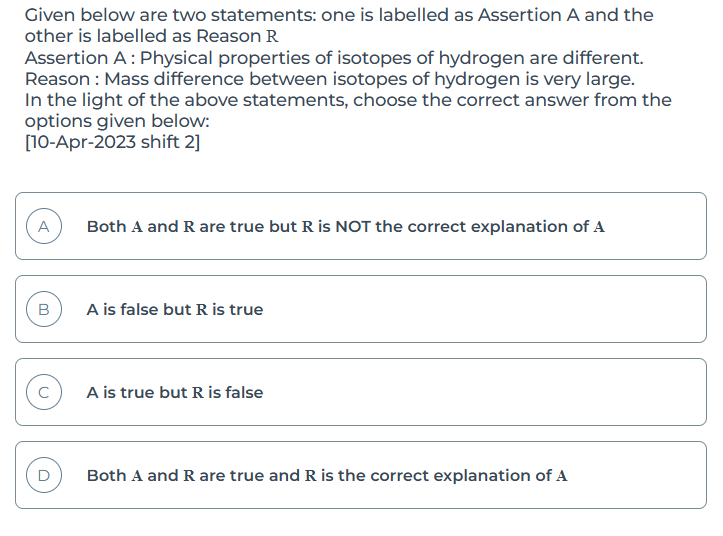 Given below are two statements: one is labelled as Assertion A and the
other is labelled as Reason R
Assertion A : Physical properties of isotopes of hydrogen are different.
Reason : Mass difference between isotopes of hydrogen is very large.
In the light of the above statements, choose the correct answer from the
options given below:
[10-Apr-2023 shift 2]
A Both A and R are true but R is NOT the correct explanation of A
B A is false but R is true
C A is true but R is false
D Both A and R are true and R is the correct explanation of A